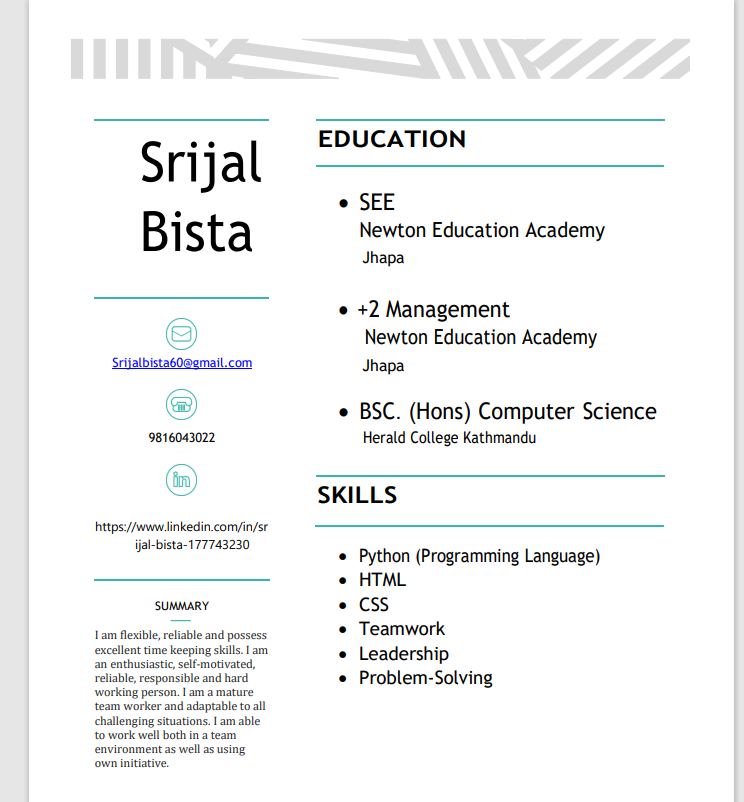 Srijal
Bista
Srijalbista60@gmail.com
9816043022
in
https://www.linkedin.com/in/sr
ijal-bista-177743230
SUMMARY
I am flexible, reliable and possess
excellent time keeping skills. I am
an enthusiastic, self-motivated,
reliable, responsible and hard
working person. I am a mature
team worker and adaptable to all
challenging situations. I am able
to work well both in a team
environment as well as using
own initiative.
EDUCATION
• SEE
Newton Education Academy
Jhapa
• +2 Management
Newton Education Academy
Jhapa
• BSC. (Hons) Computer Science
Herald College Kathmandu
SKILLS
• Python (Programming Language)
• HTML
• CSS
• Teamwork
• Leadership
• Problem-Solving